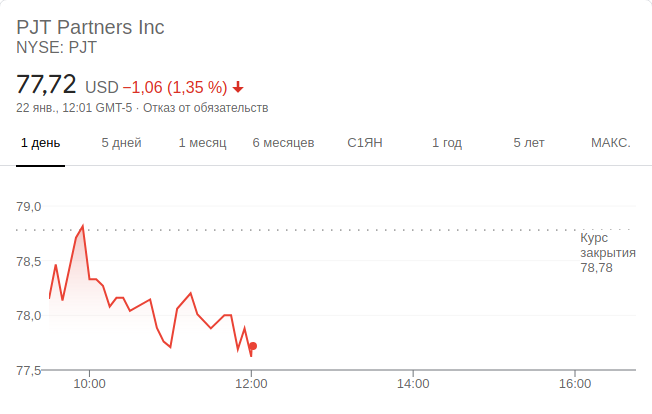 PJT Partners Inc
NYSE: PJT
77,72 USD −1,06 (1,35 %)
22 янв., 12:01 GMT-5 · Отказ от обязательств
1 день 5 дней 1 месяц 6 месяцев С1ЯН 1 год 5 лет МАКС.
79,0
Курс
закрытия
78,78
78,5
78,0
77,5
10:00 12:00 14:00 16:00